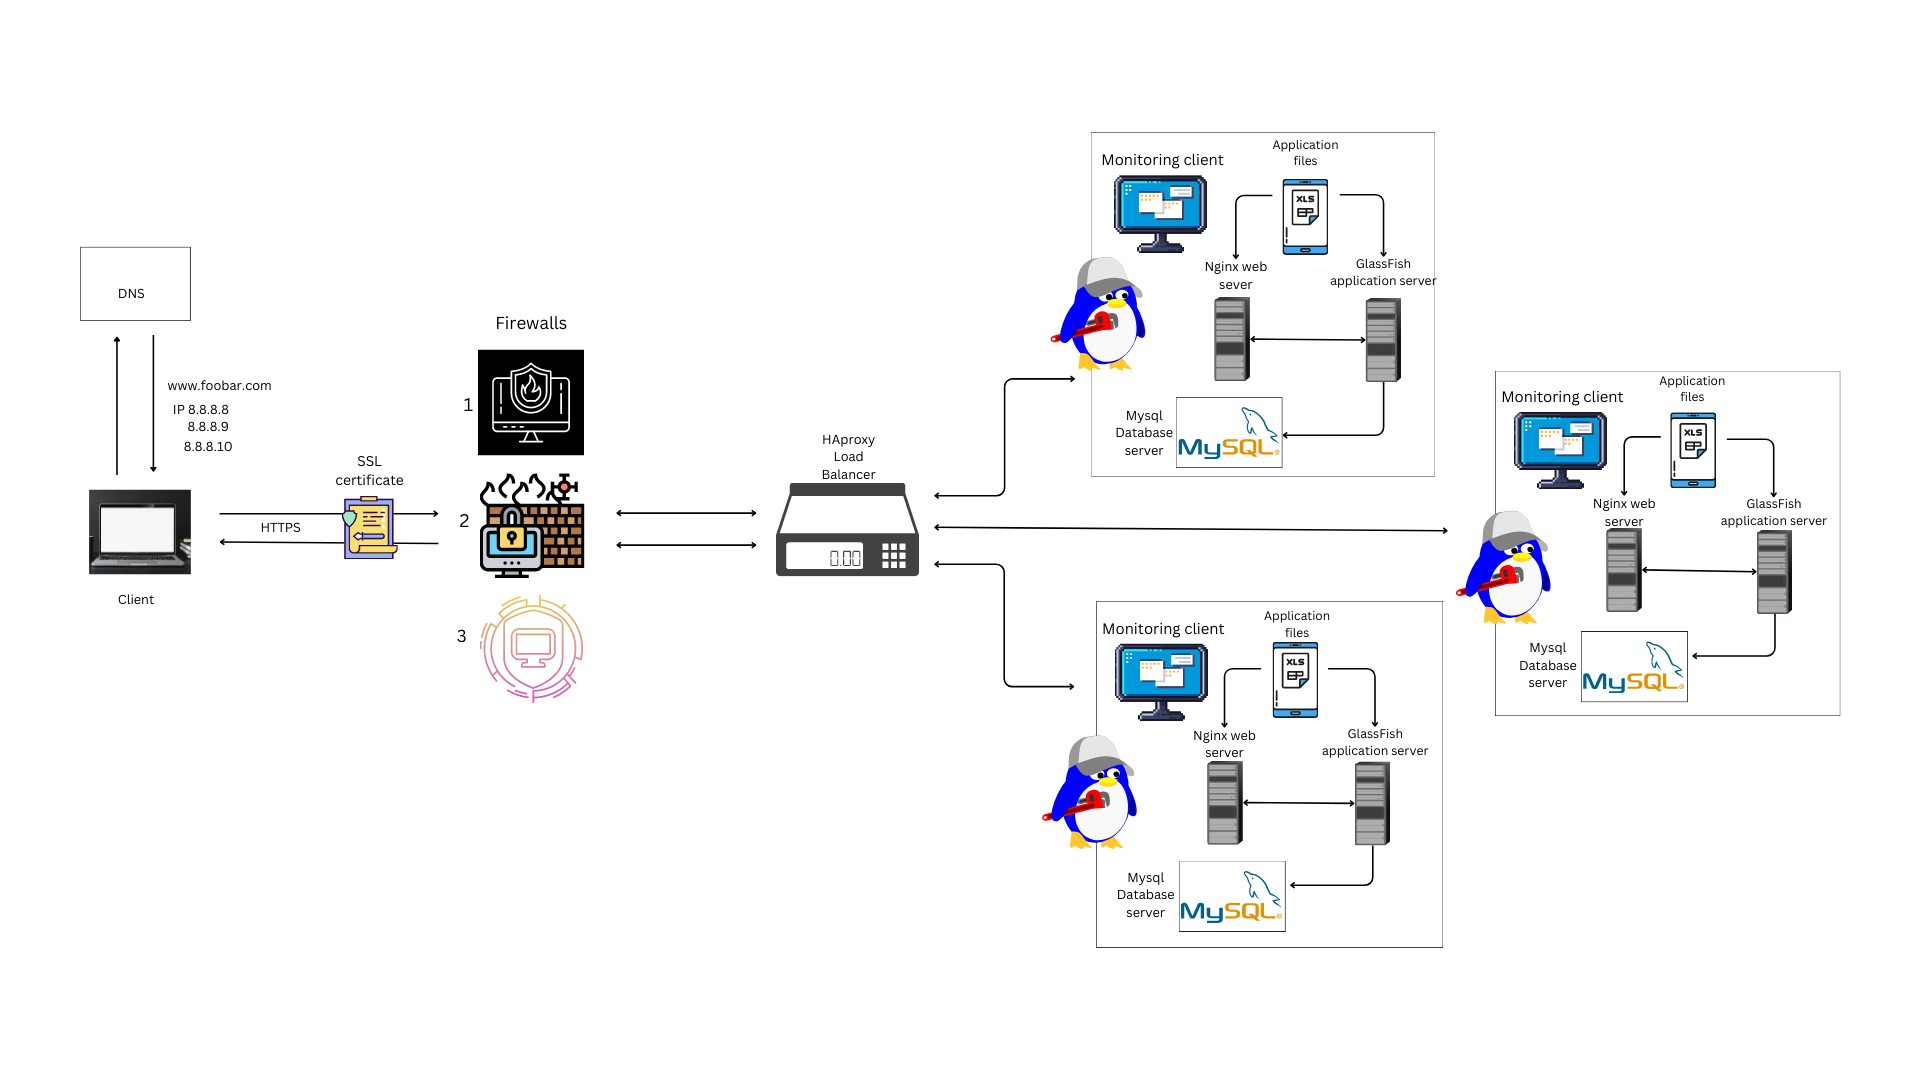 DNS
www.foobar.com
IP 8.8.8.8
8.8.8.9
8.8.8.10
Client
HTTPS
SSL
certificate
Firewalls
1
2
3
HAproxy
Load
Balancer
0.00
Monitoring client
Application
files
XLS
Nginx web
sever
GlassFish
application server
Mysql
Database
server
MySQL®
Monitoring client
Application
files
XLS
Nginx web
server
GlassFish
application server
Mysql
Database
server
MySQL®
Monitoring client
Application
files
XLS
Nginx web
server
GlassFish
application server
Mysql
Database
server
MySQL®